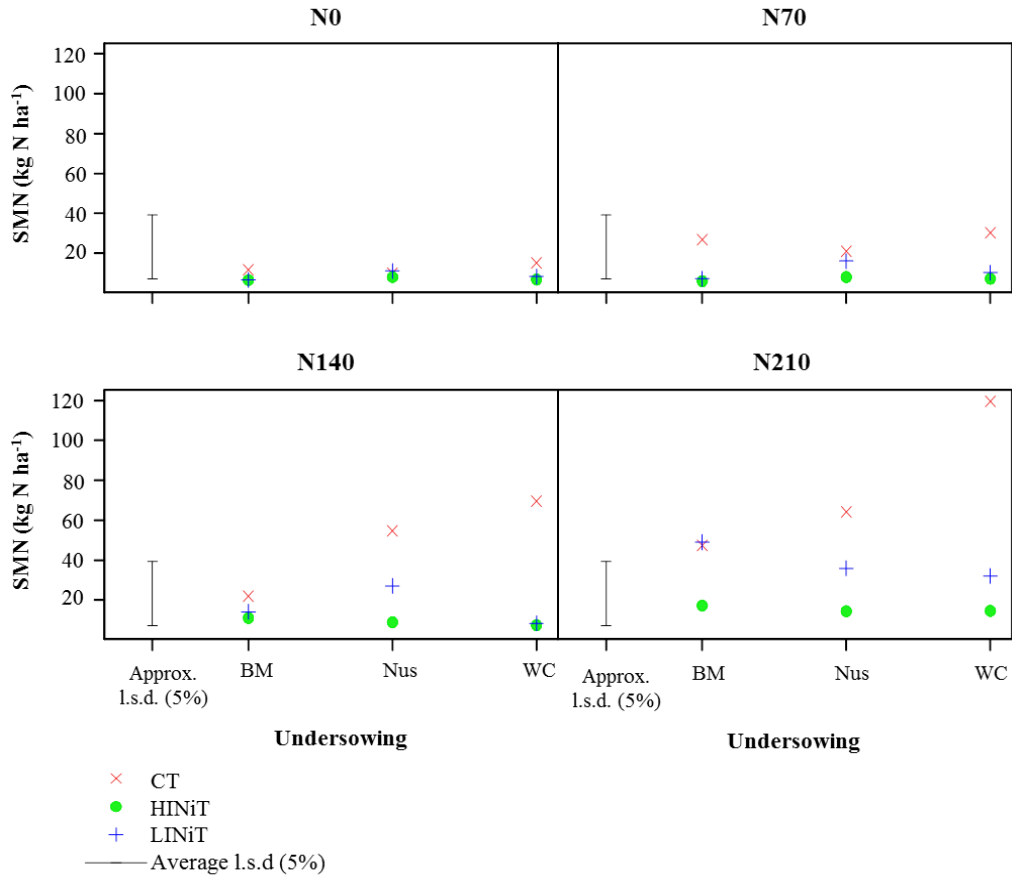 N0
N70
SMN (kg N ha⁻¹)
120
100
80
60
40
20
N140
N210
SMN (kg N ha⁻¹)
120
100
80
60
40
20
Approx.
l.s.d. (5%)
BM
Nus
WC
Approx.
l.s.d. (5%)
BM
Nus
WC
Undersowing
Undersowing
CT
HINiT
LINiT
Average l.s.d (5%)